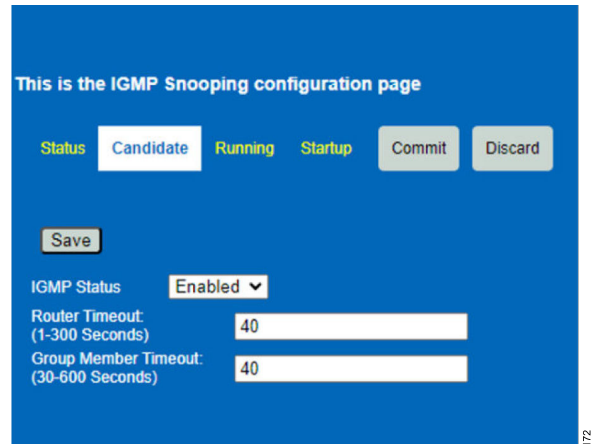 This is the IGMP Snooping configuration page
Status Candidate Running Startup Commit Discard
Save
IGMP Status Enabled
Router Timeout:
(1-300 Seconds) 40
Group Member Timeout:
(30-600 Seconds) 40
172